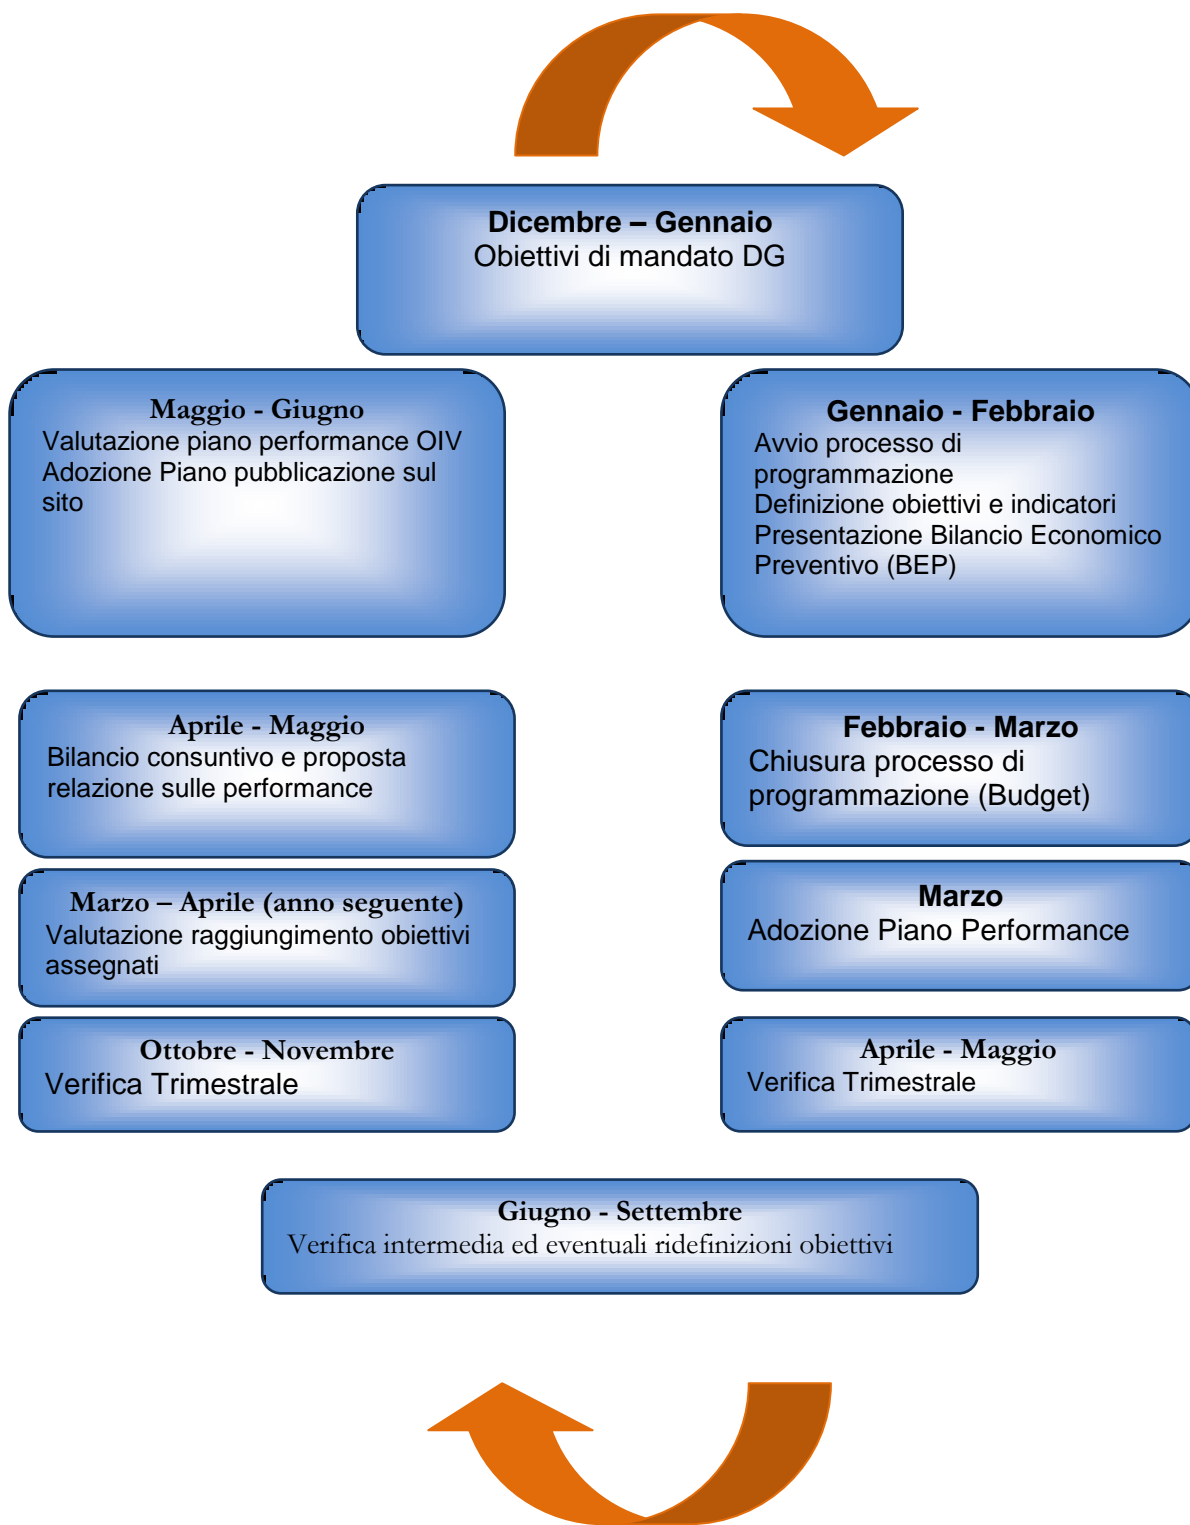 Dicembre – Gennaio
Obiettivi di mandato DG
Maggio - Giugno
Valutazione piano performance OIV
Adozione Piano pubblicazione sul
sito
Gennaio - Febbraio
Avvio processo di
programmazione
Definizione obiettivi e indicatori
Presentazione Bilancio Economico
Preventivo (BEP)
Aprile - Maggio
Bilancio consuntivo e proposta
relazione sulle performance
Febbraio - Marzo
Chiusura processo di
programmazione (Budget)
Marzo – Aprile (anno seguente)
Valutazione raggiungimento obiettivi
assegnati
Marzo
Adozione Piano Performance
Ottobre - Novembre
Verifica Trimestrale
Aprile - Maggio
Verifica Trimestrale
Giugno - Settembre
Verifica intermedia ed eventuali ridefinizioni obiettivi